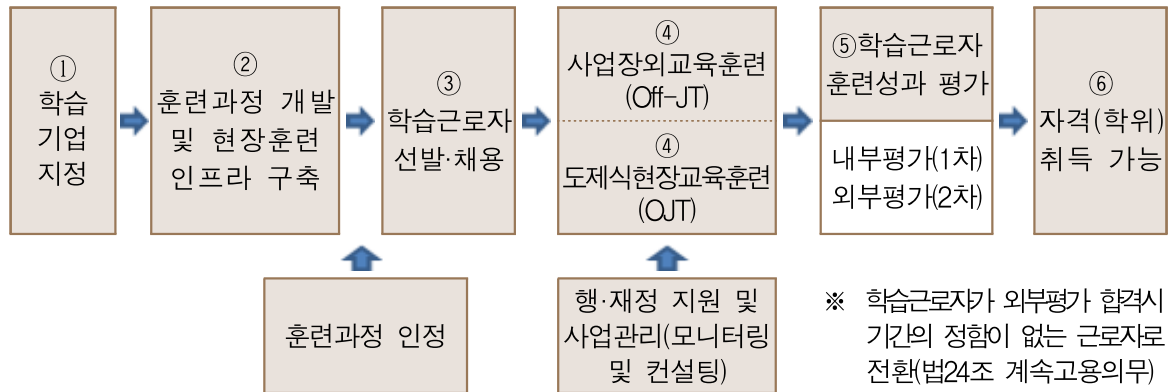 ①
학습
기업
지정
②
훈련과정 개발
및 현장훈련
인프라 구축
③
학습근로자
선발·채용
④
사업장외교육훈련
(Off-JT)
④
도제식현장교육훈련
(OJT)
⑤학습근로자
훈련성과 평가
내부평가(1차)
외부평가(2차)
⑥
자격(학위)
취득 가능
훈련과정 인정
행·재정 지원 및
사업관리(모니터링
및 컨설팅)
※ 학습근로자가 외부평가 합격시
기간의 정함이 없는 근로자로
전환(법24조 계속고용의무)